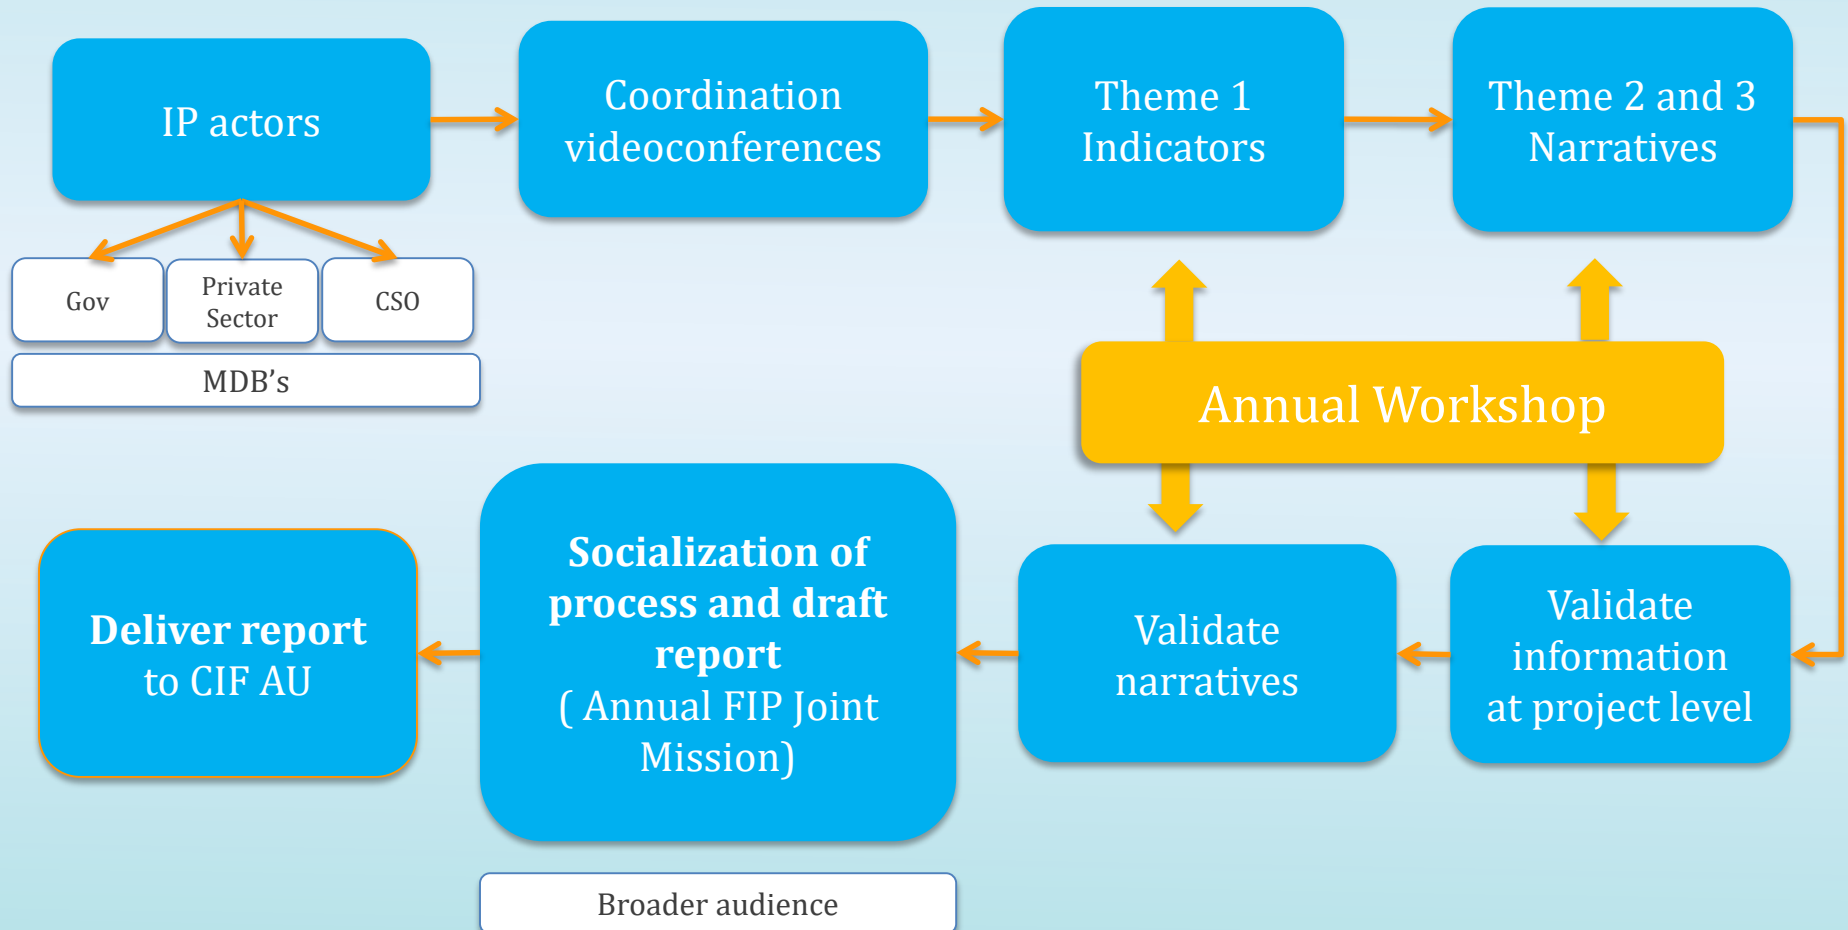 IP actors
Coordination
videoconferences
Theme 1
Indicators
Theme 2 and 3
Narratives
Gov
Private
Sector
CSO
MDB's
Annual Workshop
Deliver report
to CIF AU
Socialization of
process and draft
report
( Annual FIP Joint
Mission)
Validate
narratives
Validate
information
at project level
Broader audience